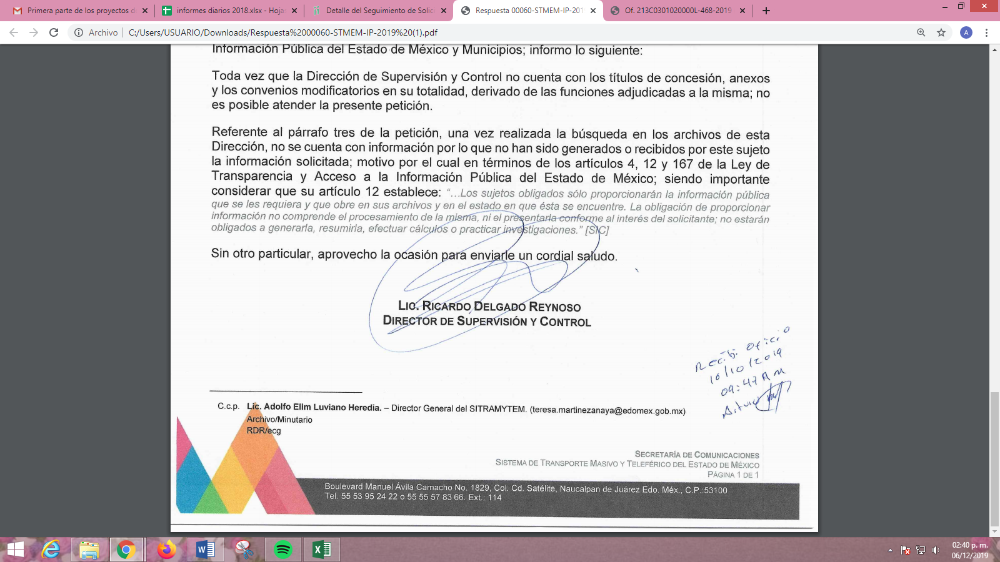 Primera parte de los proyectos d
informes diarios 2018.xlsx - Hoja
Detalle del Seguimiento de Solici
Respuesta 00060-STMEM-IP-201
Of. 213C0301020000L-468-2019
Archivo
C:/Users/USUARIO/Downloads/Respuesta%2000060-STMEM-IP-2019%20(1).pdf
A
Información Pública del Estado de México y Municipios; informo lo siguiente:
Toda vez que la Dirección de Supervisión y Control no cuenta con los títulos de concesión, anexos
y los convenios modificatorios en su totalidad, derivado de las funciones adjudicadas a la misma; no
es posible atender la presente petición.
Referente al párrafo tres de la petición, una vez realizada la búsqueda en los archivos de esta
Dirección, no se cuenta con información por lo que no han sido generados o recibidos por este sujeto
la información solicitada; motivo por el cual en términos de los artículos 4, 12 y 167 de la Ley de
Transparencia y Acceso a la Información Pública del Estado de México; siendo importante
considerar que su artículo 12 establece: “…Los sujetos obligados sólo proporcionarán la información pública
que se les requiera y que obre en sus archivos y en el estado en que ésta se encuentre. La obligación de proporcionar
información no comprende el procesamiento de la misma, ni el presentarla conforme al interés del solicitante; no estarán
obligados a generarla, resumirla, efectuar cálculos o practicar investigaciones.” [SIC]
Sin otro particular, aprovecho la ocasión para enviarle un cordial saludo.
LIC. RICARDO DELGADO REYNOSO
DIRECTOR DE SUPERVISIÓN Y CONTROL
Recibi Oficio
10/2019
09:47 AM
C.c.p. Lic. Adolfo Elim Luviano Heredia. – Director General del SITRAMYTEM. (teresa.martinezanaya@edomex.gob.mx)
Archivo/Minutario
RDR/ecg
SECRETARÍA DE COMUNICACIONES
SISTEMA DE TRANSPORTE MASIVO Y TELEFÉRICO DEL ESTADO DE MÉXICO
PÁGINA 1 DE 1
Boulevard Manuel Ávila Camacho No. 1829, Col. Cd. Satélite, Naucalpan de Juárez Edo. Méx., C.P.:53100
Tel. 55 53 95 24 22 o 55 55 57 83 66. Ext.: 114
02:40 p. m.
06/12/2019